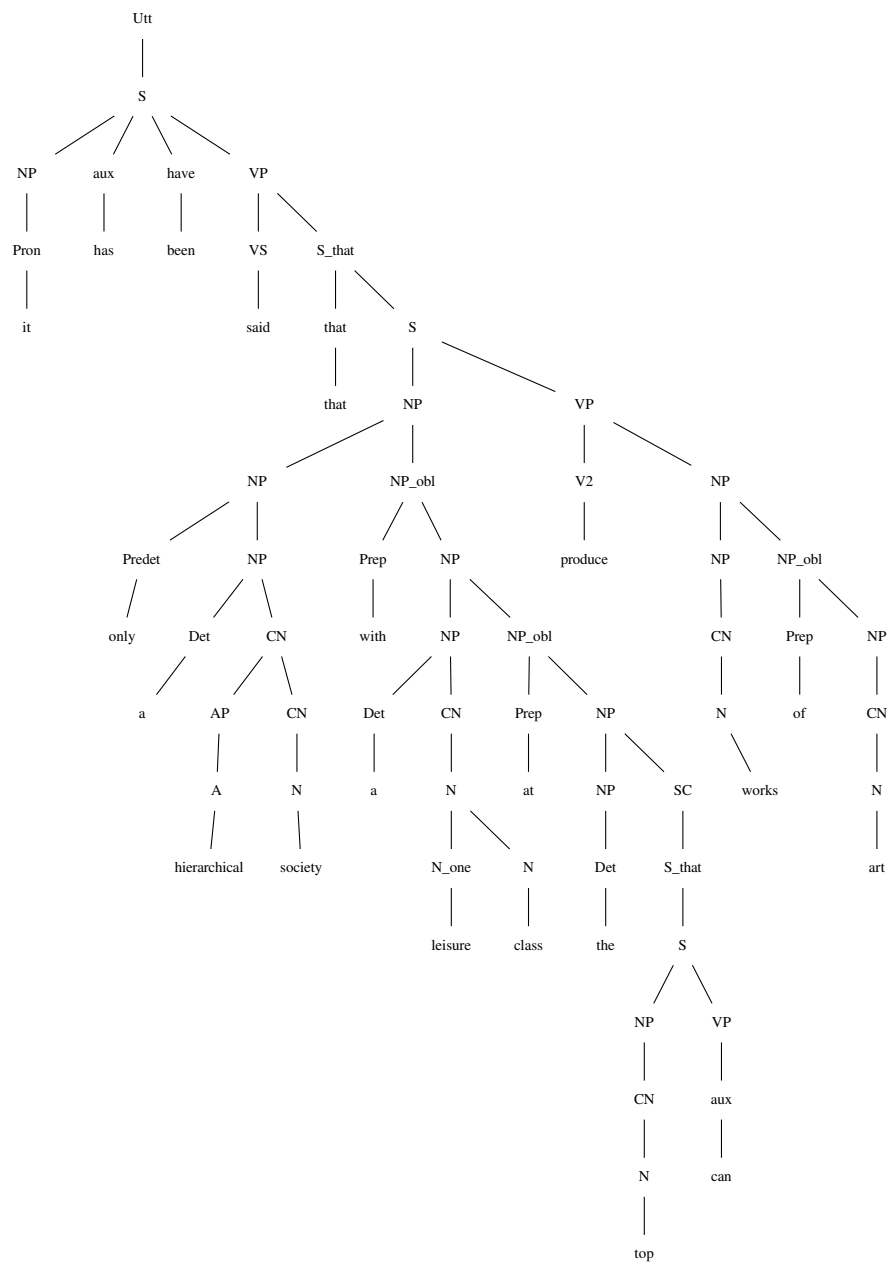 Utt
S
NP aux have VP
Pron has been VS S_that
it said that S
that NP VP
NP NP_obl V2 NP
Predet NP Prep NP produce NP NP_obl
only Det CN with NP NP_obl CN Prep NP
a AP CN Det CN Prep NP N of CN
A N a N at NP SC works N
hierarchical society N_one N Det S_that art
leisure class the S
NP VP
CN aux
N can
top